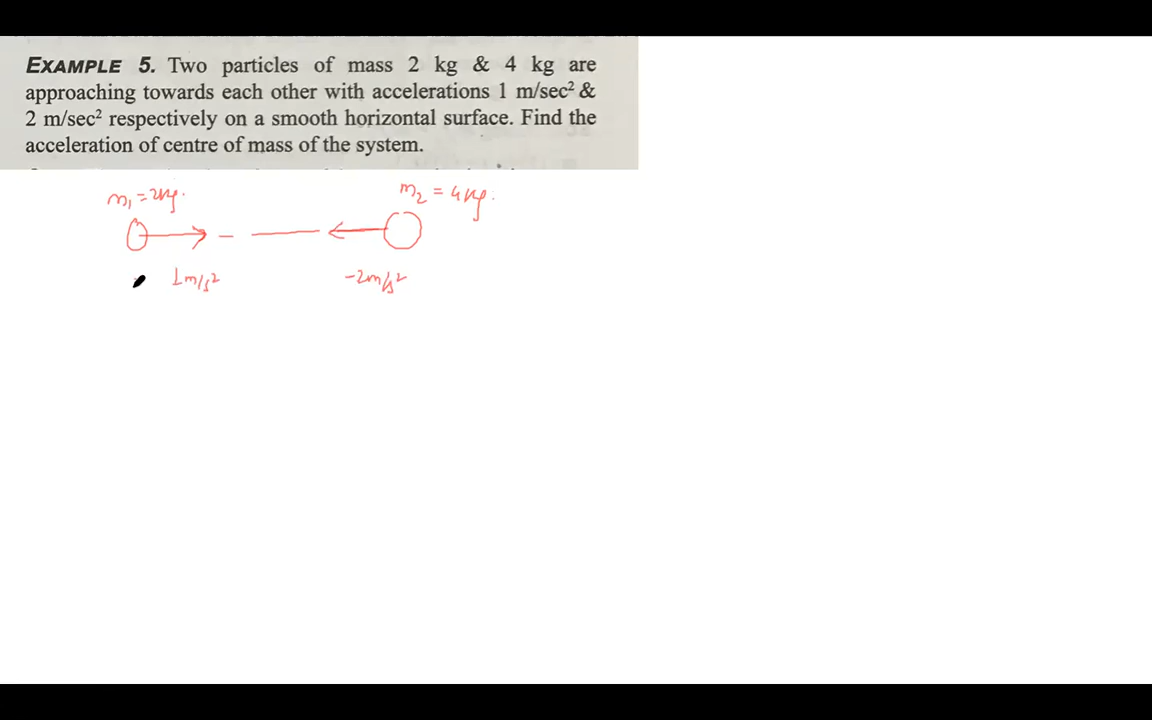 EXAMPLE 5. Two particles of mass 2 kg & 4 kg are
approaching towards each other with accelerations 1 m/sec² &
2 m/sec² respectively on a smooth horizontal surface. Find the
acceleration of centre of mass of the system.
m₁ = 2kg. m₂ = 4kg.
1m/s² -2m/s²